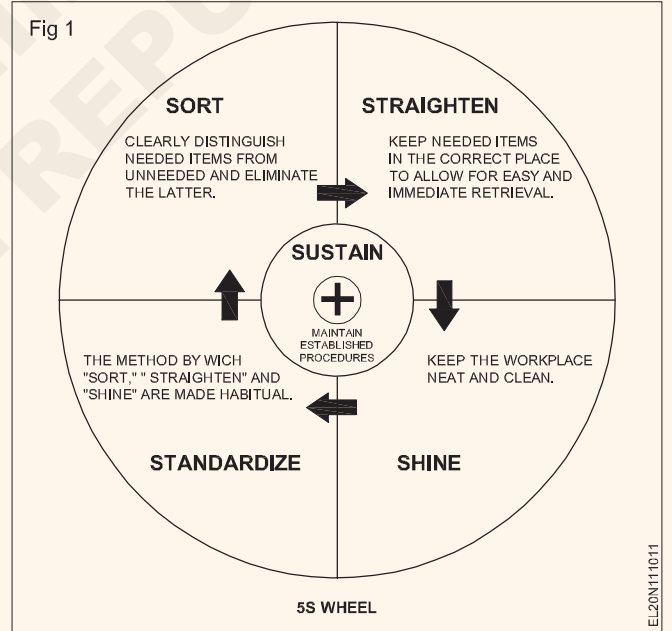 Fig 1
SORT
CLEARLY DISTINGUISH
NEEDED ITEMS FROM
UNNEEDED AND ELIMINATE
THE LATTER.
STRAIGHTEN
KEEP NEEDED ITEMS
IN THE CORRECT PLACE
TO ALLOW FOR EASY AND
IMMEDIATE RETRIEVAL.
SUSTAIN
MAINTAIN
ESTABLISHED
PROCEDURES
THE METHOD BY WICH
"SORT," " STRAIGHTEN" AND
"SHINE" ARE MADE HABITUAL.
STANDARDIZE
KEEP THE WORKPLACE
NEAT AND CLEAN.
SHINE
5S WHEEL
EL20N111011